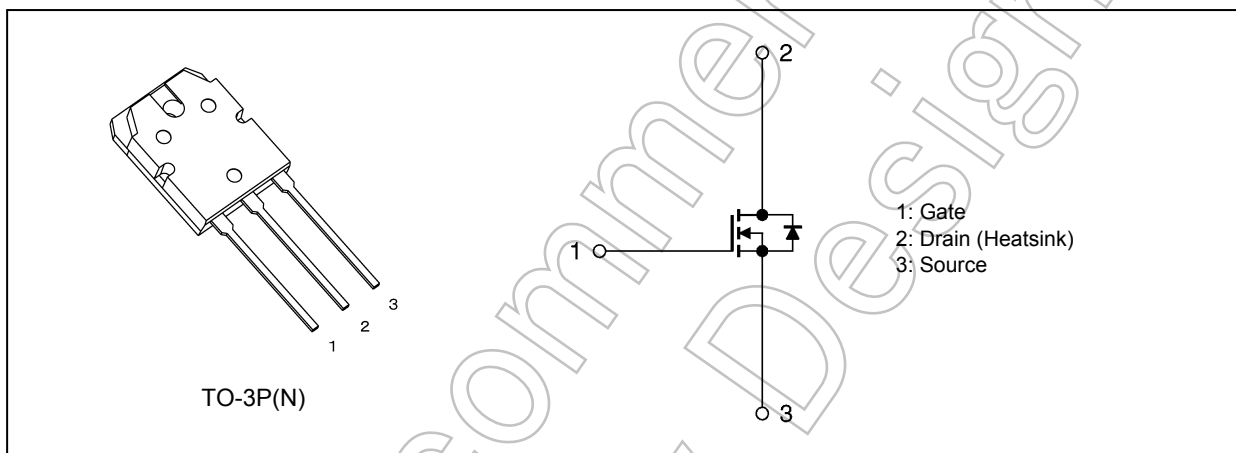 2
1
3
1: Gate
2: Drain (Heatsink)
3: Source
3
2
1
TO-3P(N)